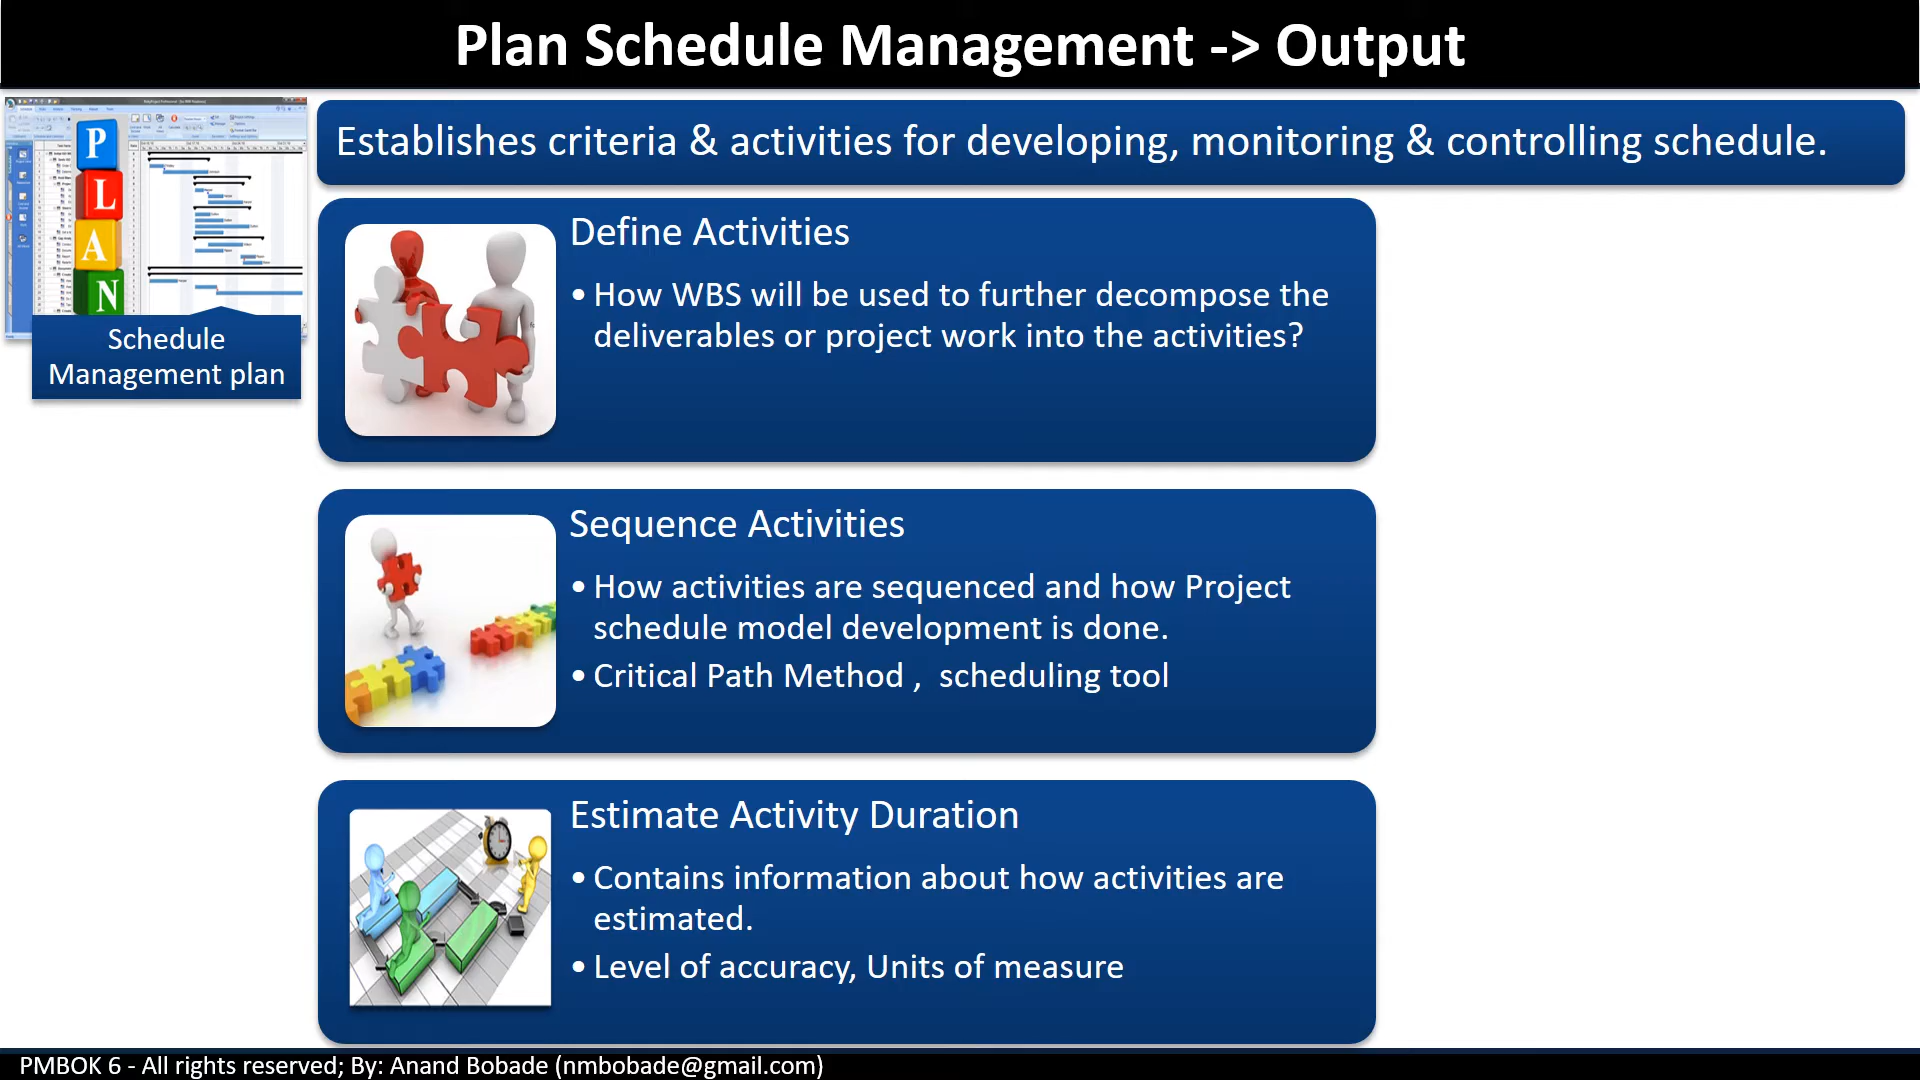 Plan Schedule Management -> Output
P
L
A
N
Schedule
Management plan
Establishes criteria & activities for developing, monitoring & controlling schedule.
Define Activities
• How WBS will be used to further decompose the
deliverables or project work into the activities?
Sequence Activities
• How activities are sequenced and how Project
schedule model development is done.
• Critical Path Method ,  scheduling tool
Estimate Activity Duration
• Contains information about how activities are
estimated.
• Level of accuracy, Units of measure
PMBOK 6 - All rights reserved; By: Anand Bobade (nmbobade@gmail.com)